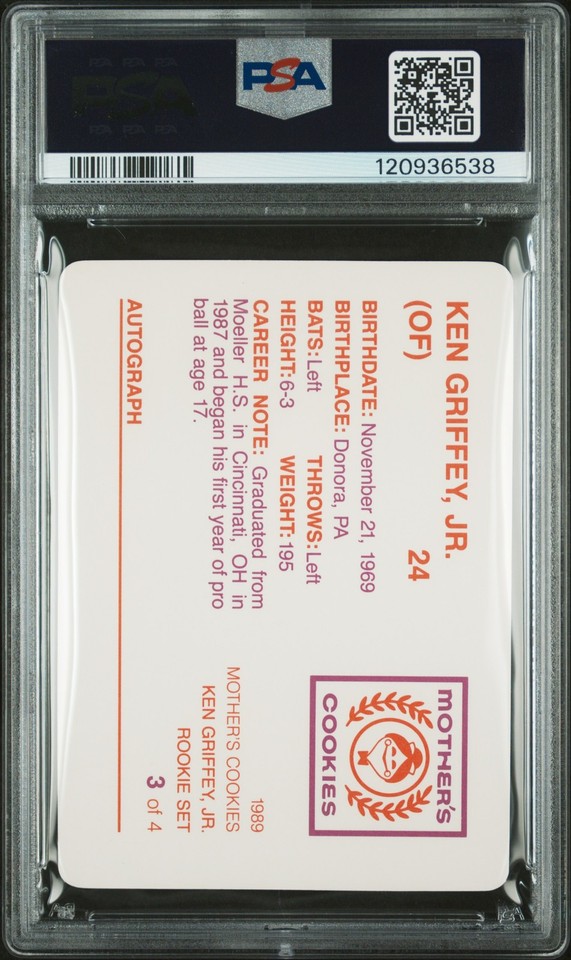 PSA
120936538
KEN GRIFFEY, JR.
(OF) 24
BIRTHDATE: November 21, 1969
BIRTHPLACE: Donora, PA
BATS: Left THROWS: Left
HEIGHT: 6-3 WEIGHT: 195
CAREER NOTE: Graduated from
Moeller H.S. in Cincinnati, OH in
1987 and began his first year of pro
ball at age 17.
AUTOGRAPH
MOTHER'S
COOKIES
1989
MOTHER'S COOKIES
KEN GRIFFEY, JR.
ROOKIE SET
3 of 4